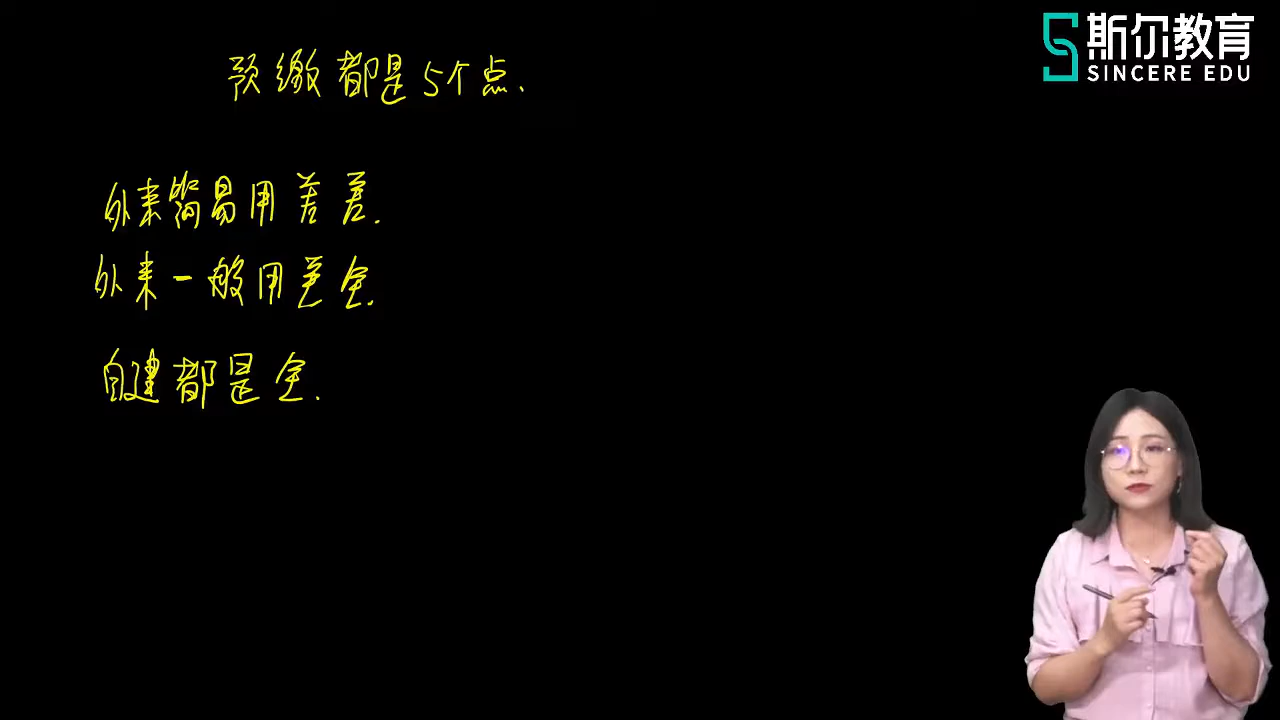 斯尔教育
SINCERE EDU
预缴都是5个点.
外来简易用差差.
外来一般用差全.
自建都是全.